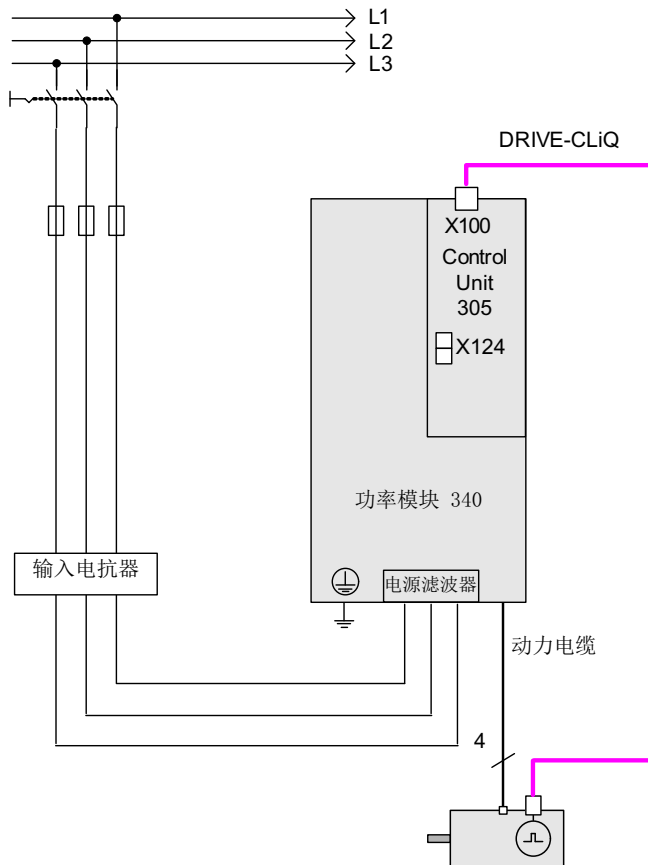 L1
L2
L3
DRIVE-CLiQ
X100
Control
Unit
305
X124
功率模块 340
输入电抗器
电源滤波器
动力电缆
4